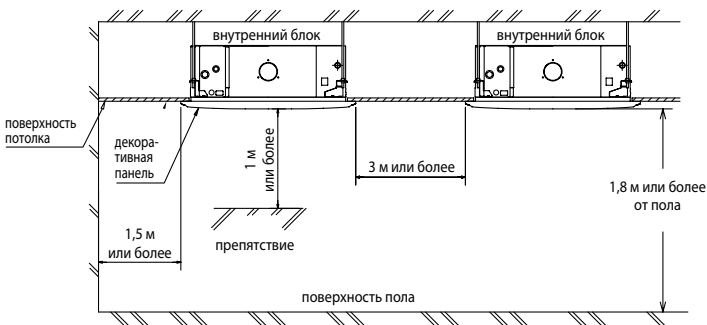 внутренний блок
внутренний блок
поверхность
потолка
декора-
тивная
панель
1 м
или более
3 м или более
1,8 м или более
от пола
1,5 м
или более
препятствие
поверхность пола